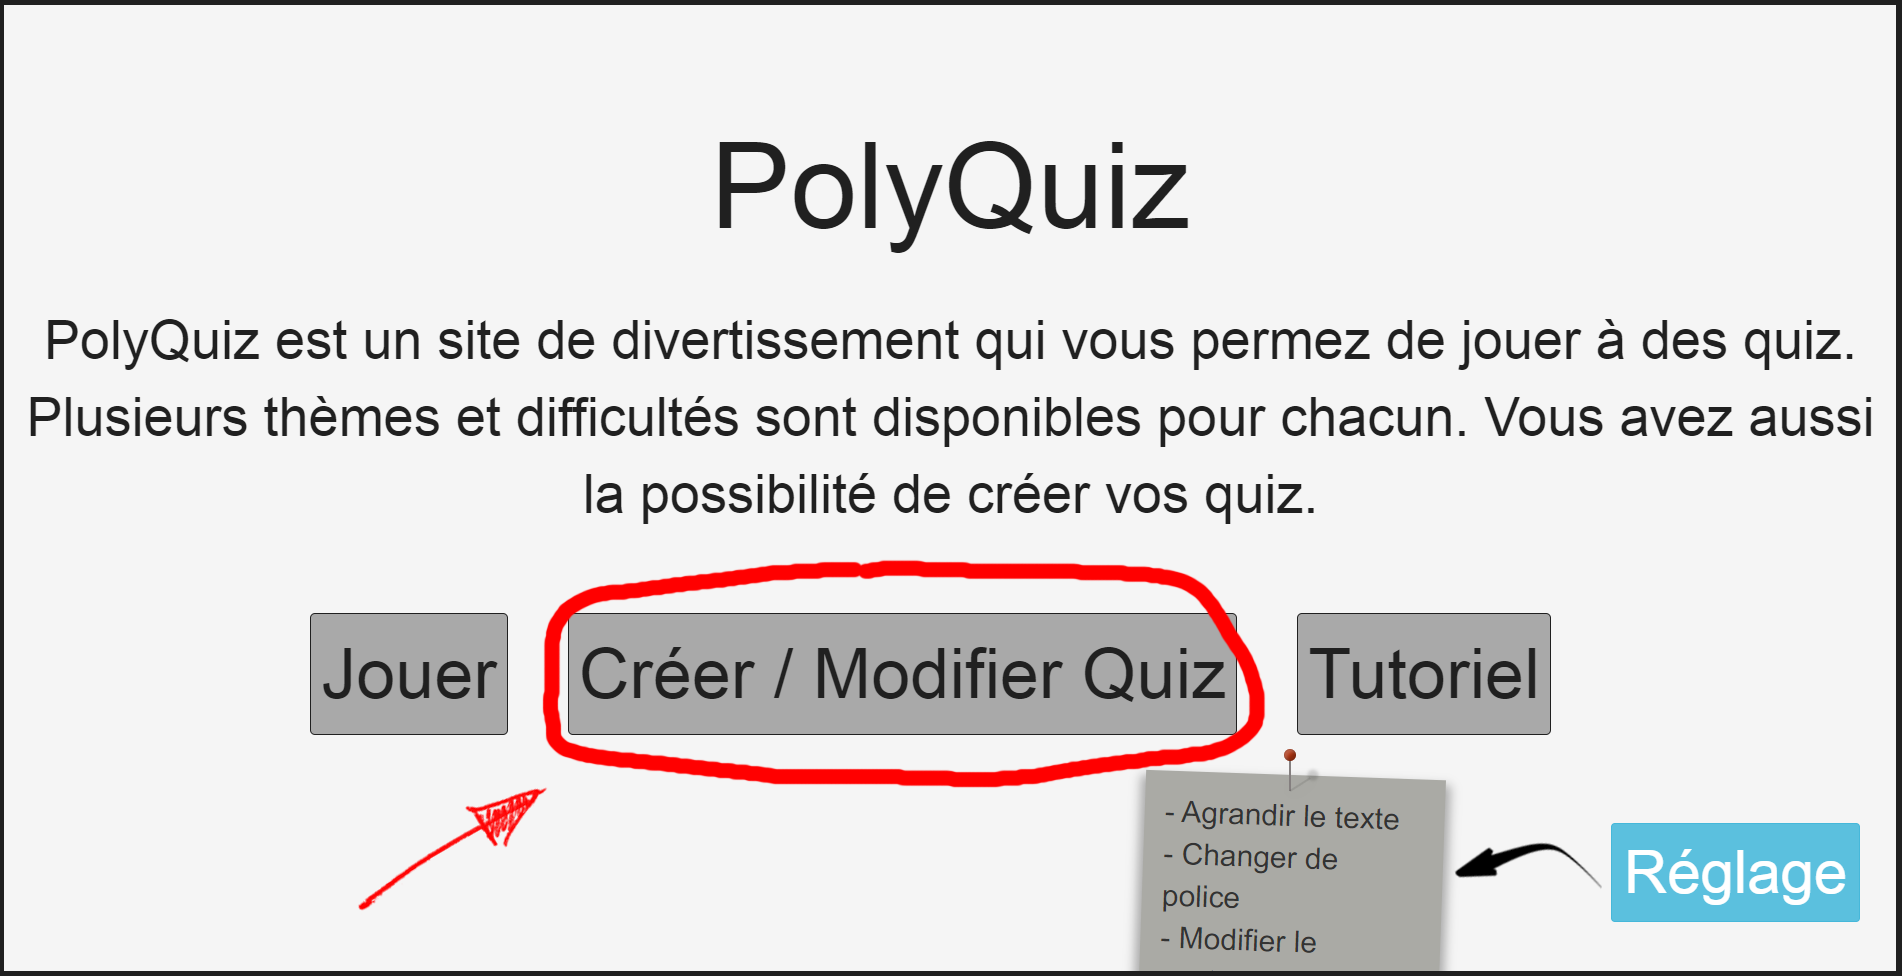 PolyQuiz
PolyQuiz est un site de divertissement qui vous permez de jouer à des quiz.
Plusieurs thèmes et difficultés sont disponibles pour chacun. Vous avez aussi
la possibilité de créer vos quiz.
Jouer
Créer / Modifier Quiz
Tutoriel
- Agrandir le texte
- Changer de
police
- Modifier le
Réglage